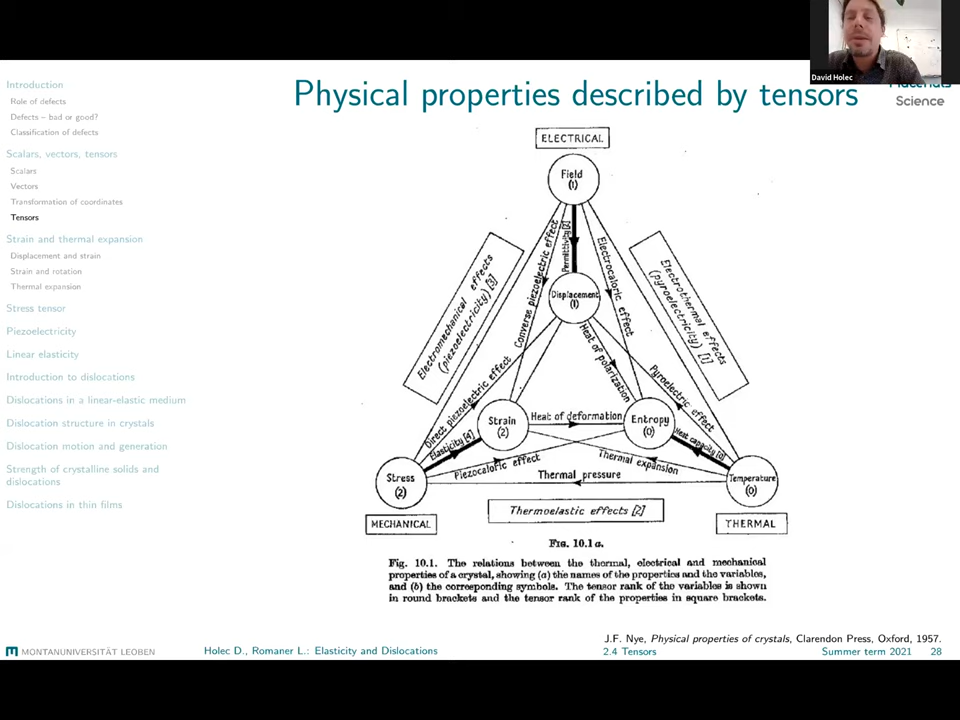 David Holec
Physical properties described by tensors
Materials
Science
Introduction
Role of defects
Defects – bad or good?
Classification of defects
Scalars, vectors, tensors
Scalars
Vectors
Transformation of coordinates
Tensors
Strain and thermal expansion
Displacement and strain
Strain and rotation
Thermal expansion
Stress tensor
Piezoelectricity
Linear elasticity
Introduction to dislocations
Dislocations in a linear-elastic medium
Dislocation structure in crystals
Dislocation motion and generation
Strength of crystalline solids and
dislocations
Dislocations in thin films
ELECTRICAL
Field
(1)
Permittivity [2]
Converse piezoelectric effect
Electrocaloric effect
Electromechanical effects
(piezoelectricity) [3]
Electrothermal effects
(pyroelectricity) [1]
Displacement
(1)
Direct piezoelectric effect
Heat of polarization
Pyroelectric effect
Strain
(2)
Heat of deformation
Entropy
(0)
Elasticity [4]
Heat capacity [0]
Piezocaloric effect
Thermal expansion
Stress
(2)
Thermal pressure
Temperature
(0)
Thermoelastic effects [2]
MECHANICAL
THERMAL
FIG. 10.1 a.
Fig. 10.1. The relations between the thermal, electrical and mechanical
properties of a crystal, showing (a) the names of the properties and the variables,
and (b) the corresponding symbols. The tensor rank of the variables is shown
in round brackets and the tensor rank of the properties in square brackets.
J.F. Nye, Physical properties of crystals, Clarendon Press, Oxford, 1957.
MONTANUNIVERSITÄT LEOBEN
Holec D., Romaner L.: Elasticity and Dislocations
2.4 Tensors
Summer term 2021
28